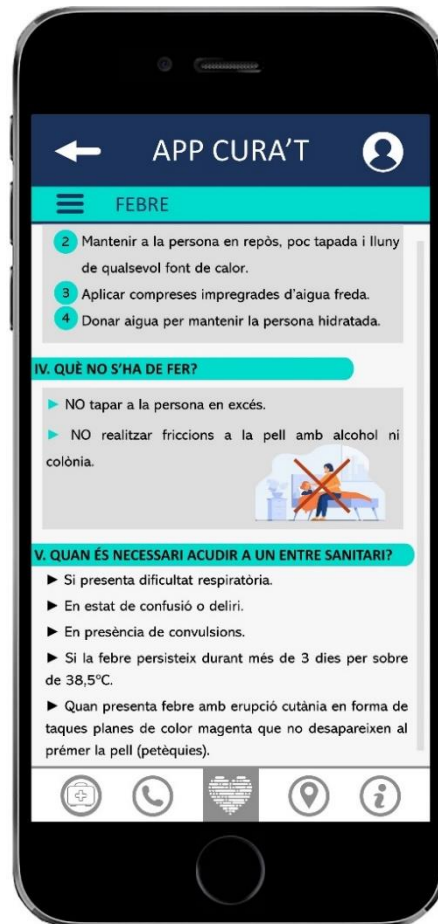 APP CURA'T
FEBRE
2 Mantenir a la persona en repòs, poc tapada i lluny
de qualsevol font de calor.
3 Aplicar compreses impregrades d'aigua freda.
4 Donar aigua per mantenir la persona hidratada.
IV. QUÈ NO S'HA DE FER?
► NO tapar a la persona en excés.
► NO realitzar friccions a la pell amb alcohol ni
colònia.
V. QUAN ÉS NECESSARI ACUDIR A UN ENTRE SANITARI?
► Si presenta dificultat respiratòria.
► En estat de confusió o deliri.
► En presència de convulsions.
► Si la febre persisteix durant més de 3 dies per sobre
de 38,5ºC.
► Quan presenta febre amb erupció cutània en forma de
taques planes de color magenta que no desapareixen al
prémer la pell (petèquies).